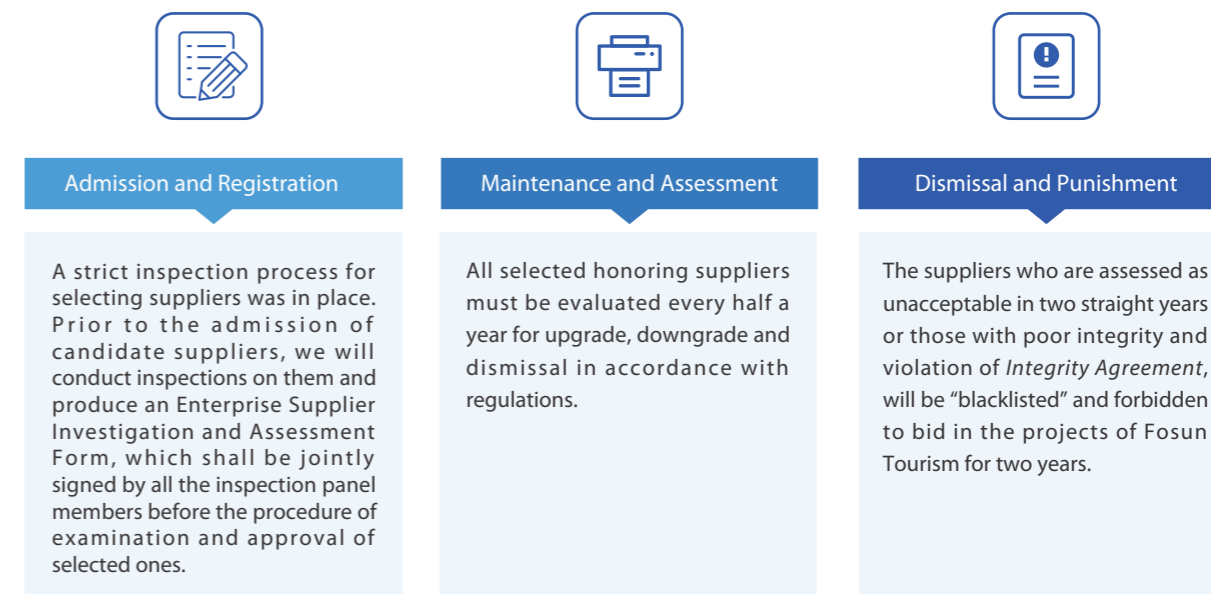 Admission and Registration
A strict inspection process for
selecting suppliers was in place.
Prior to the admission of
candidate suppliers, we will
conduct inspections on them and
produce an Enterprise Supplier
Investigation and Assessment
Form, which shall be jointly
signed by all the inspection panel
members before the procedure of
examination and approval of
selected ones.
Maintenance and Assessment
All selected honoring suppliers
must be evaluated every half a
year for upgrade, downgrade and
dismissal in accordance with
regulations.
Dismissal and Punishment
The suppliers who are assessed as
unacceptable in two straight years
or those with poor integrity and
violation of Integrity Agreement,
will be “blacklisted” and forbidden
to bid in the projects of Fosun
Tourism for two years.